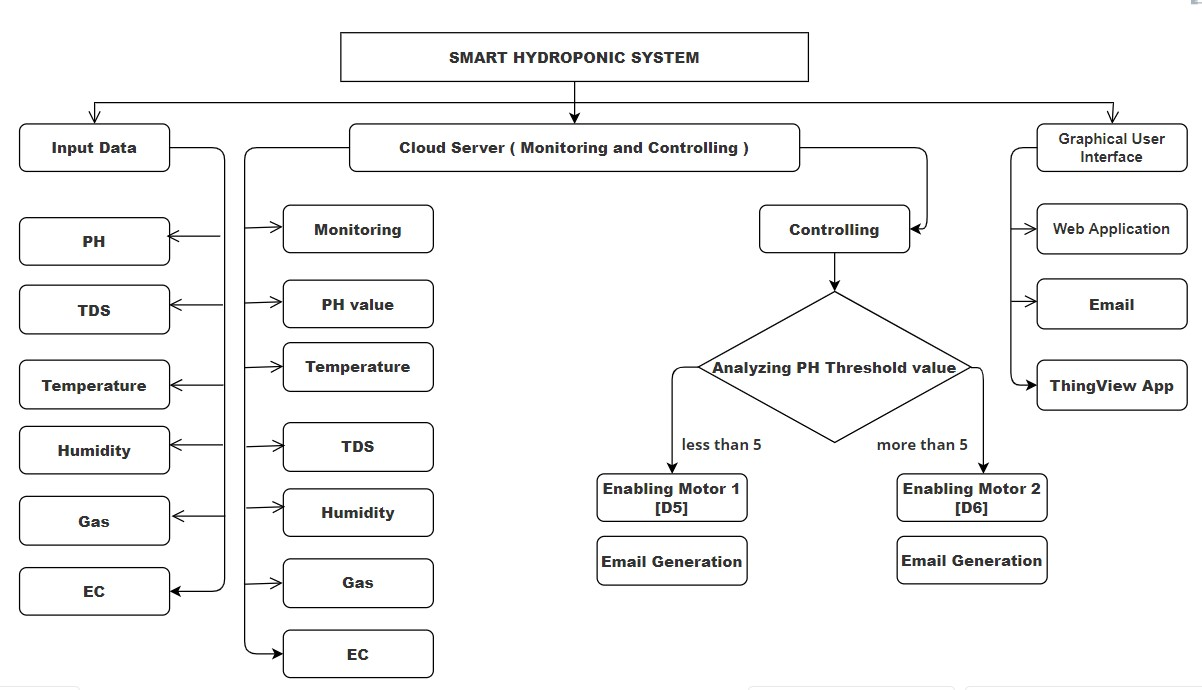 SMART HYDROPONIC SYSTEM
Input Data
PH
TDS
Temperature
Humidity
Gas
EC
Cloud Server ( Monitoring and Controlling )
Monitoring
PH value
Temperature
TDS
Humidity
Gas
EC
Controlling
Analyzing PH Threshold value
less than 5
more than 5
Enabling Motor 1
[D5]
Email Generation
Enabling Motor 2
[D6]
Email Generation
Graphical User
Interface
Web Application
Email
ThingView App